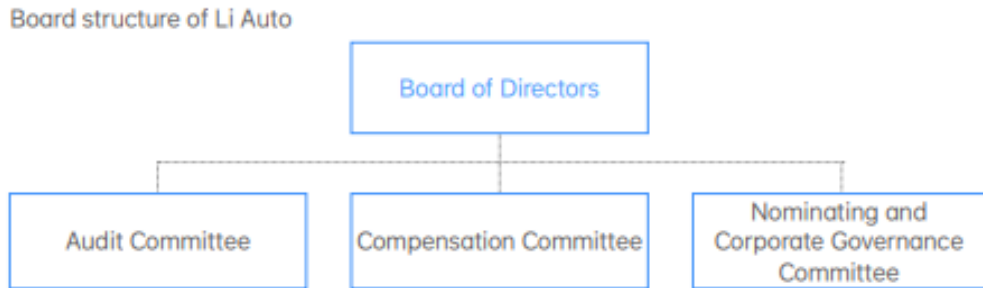 Board structure of Li Auto
Board of Directors
Audit Committee
Compensation Committee
Nominating and
Corporate Governance
Committee